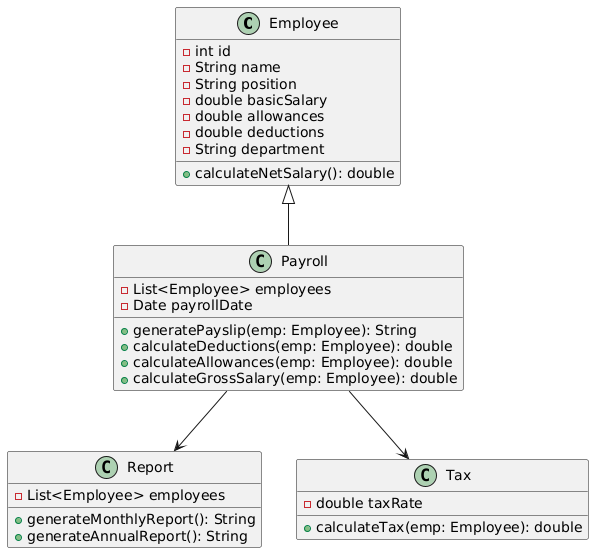 C Employee
int id
String name
String position
double basicSalary
double allowances
double deductions
String department
calculateNetSalary(): double
C Payroll
List<Employee> employees
Date payrollDate
generatePayslip(emp: Employee): String
calculateDeductions(emp: Employee): double
calculateAllowances(emp: Employee): double
calculateGrossSalary(emp: Employee): double
C Report
List<Employee> employees
generateMonthlyReport(): String
generateAnnualReport(): String
C Tax
double taxRate
calculateTax(emp: Employee): double